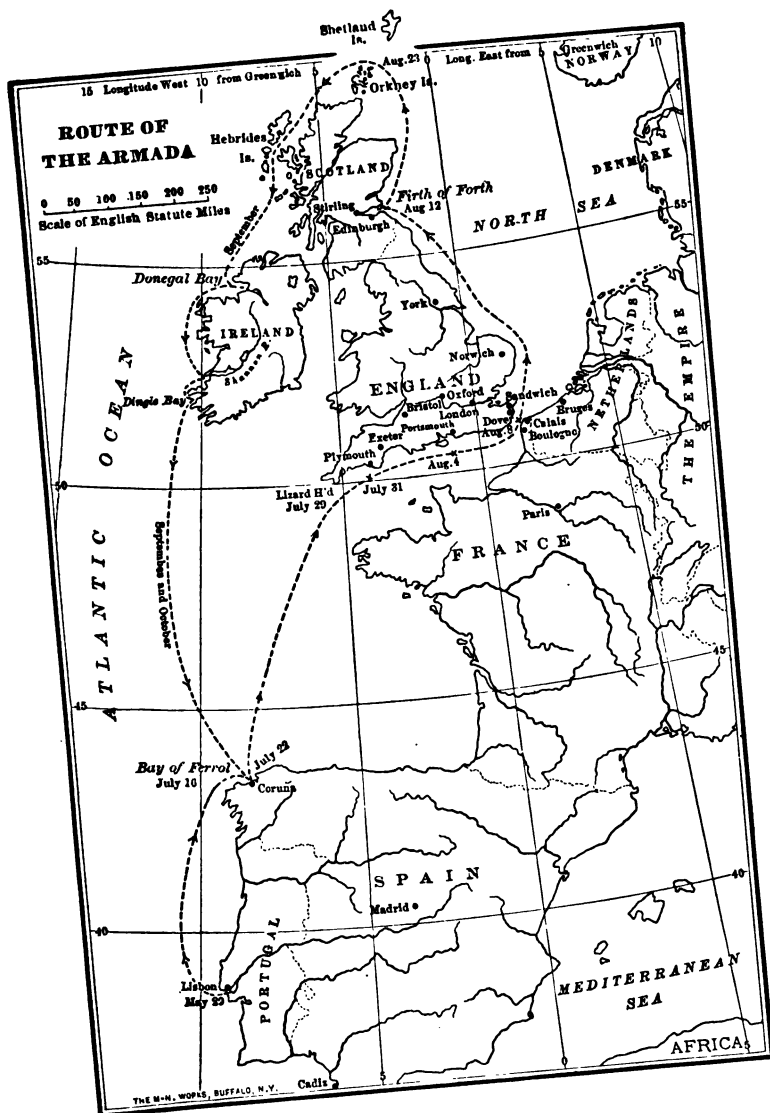 Shetland
Is.
15 Longitude West 10 from Greenwich
5
Aug.23
0 Long. East from 5 Greenwich
10
NORWAY
Orkney Is.
ROUTE OF
THE ARMADA
0 50 100 150 200 250
Scale of English Statute Miles
Hebrides
Is.
SCOTLAND
DENMARK
Stirling
Firth of Forth
Aug 12
Edinburgh
NORTH SEA
55
September
55
Donegal Bay
York
IRELAND
Shannon R.
Norwich
ENGLAND
NETHERLANDS
THE EMPIRE
Dingle Bay
Oxford
Sandwich
Bristol
London
Bruges
Portsmouth
Dover
Calais
Aug. 8
Boulogne
50
Exeter
Plymouth
Aug. 4
50
Lizard H'd
July 29
July 31
Paris
FRANCE
ATLANTIC OCEAN
September and October
45
45
Bay of Ferrol
July 16
July 22
Coruña
SPAIN
Madrid
40
40
PORTUGAL
Lisbon
May 29
MEDITERRANEAN
SEA
AFRICA
5
Cadiz
5
0
THE M-N. WORKS, BUFFALO, N.Y.